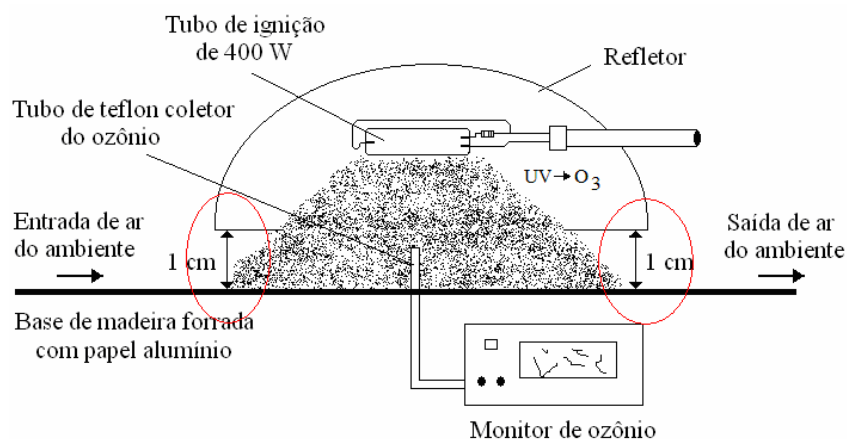 Tubo de ignição
de 400 W
Refletor
Tubo de teflon coletor
do ozônio
UV→O3
Entrada de ar
do ambiente
Saída de ar
do ambiente
1 cm
1 cm
Base de madeira forrada
com papel alumínio
Monitor de ozônio